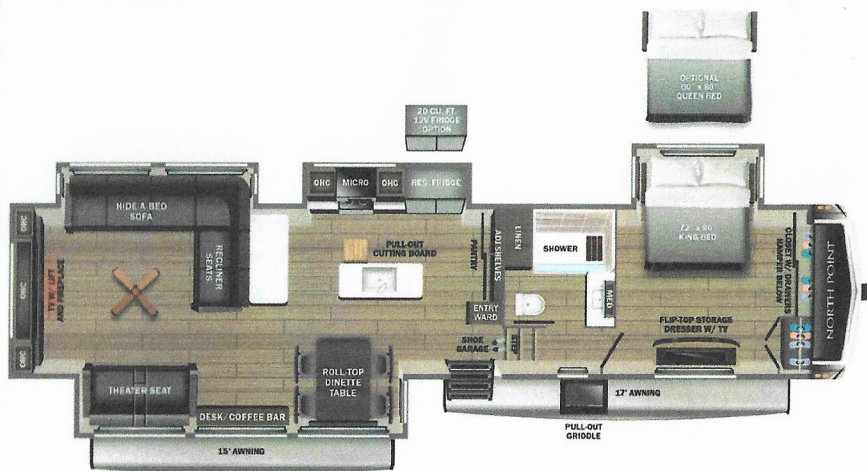 OPTIONAL
60" x 80"
QUEEN BED
20 CU. FT.
12V FRIDGE
OPTION
OHC
MICRO
OHC
RES. FRIDGE
HIDE A BED
SOFA
RECLINER
SEATS
OHC
OHC
OHC
TV W/ LIFT
AND FIREPLACE
PULL-OUT
CUTTING BOARD
PANTRY
ADJ SHELVES
LINEN
SHOWER
72" x 80"
KING BED
CLOSET W/ DRAWERS
HAMPER BELOW
NORTH POINT
MED
ENTRY
WARD
SHOE
GARAGE
STEP
FLIP-TOP STORAGE
DRESSER W/ TV
THEATER SEAT
DESK/COFFEE BAR
ROLL-TOP
DINETTE
TABLE
15' AWNING
17' AWNING
PULL-OUT
GRIDDLE